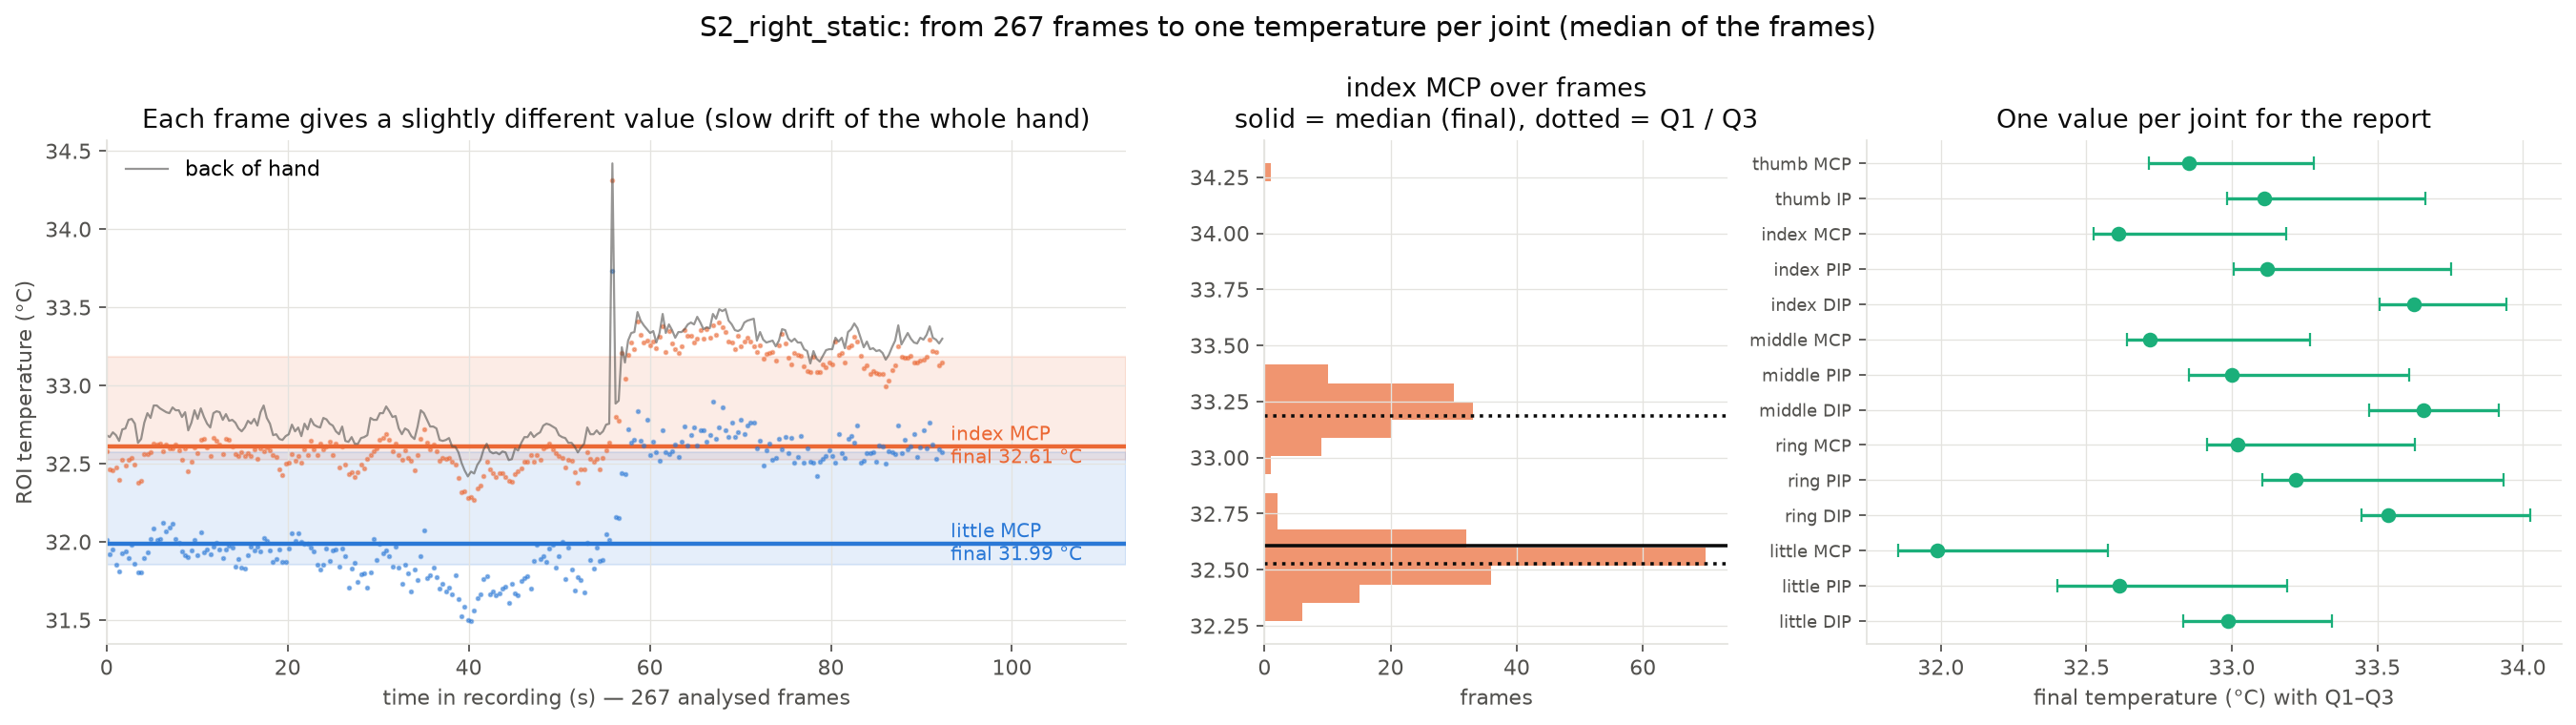 S2_right_static: from 267 frames to one temperature per joint (median of the frames)
Each frame gives a slightly different value (slow drift of the whole hand)
ROI temperature (°C)
34.5
34.0
33.5
33.0
32.5
32.0
31.5
back of hand
index MCP
final 32.61 °C
little MCP
final 31.99 °C
0
20
40
60
80
100
time in recording (s) — 267 analysed frames
index MCP over frames
solid = median (final), dotted = Q1 / Q3
34.25
34.00
33.75
33.50
33.25
33.00
32.75
32.50
32.25
0
20
40
60
frames
One value per joint for the report
thumb MCP
thumb IP
index MCP
index PIP
index DIP
middle MCP
middle PIP
middle DIP
ring MCP
ring PIP
ring DIP
little MCP
little PIP
little DIP
32.0
32.5
33.0
33.5
34.0
final temperature (°C) with Q1–Q3